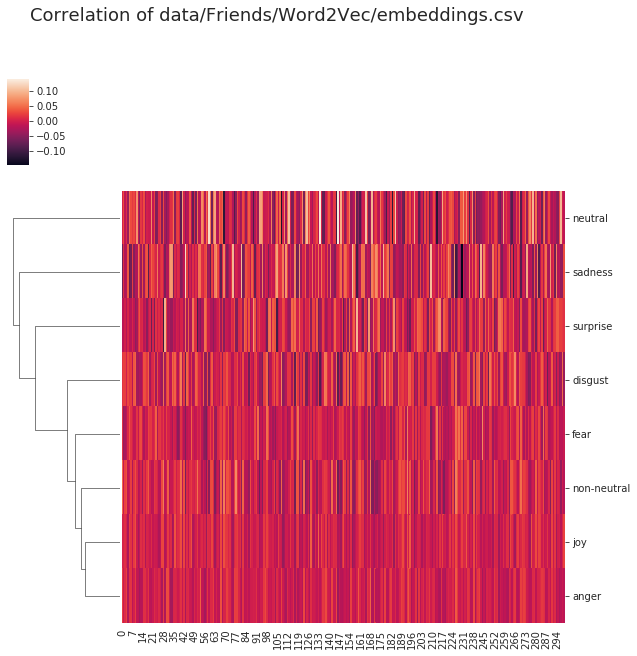 Correlation of data/Friends/Word2Vec/embeddings.csv
0.10
0.05
0.00
−0.05
−0.10
neutral
sadness
surprise
disgust
fear
non-neutral
joy
anger
0 7 14 21 28 35 42 49 56 63 70 77 84 91 98 105 112 119 126 133 140 147 154 161 168 175 182 189 196 203 210 217 224 231 238 245 252 259 266 273 280 287 294